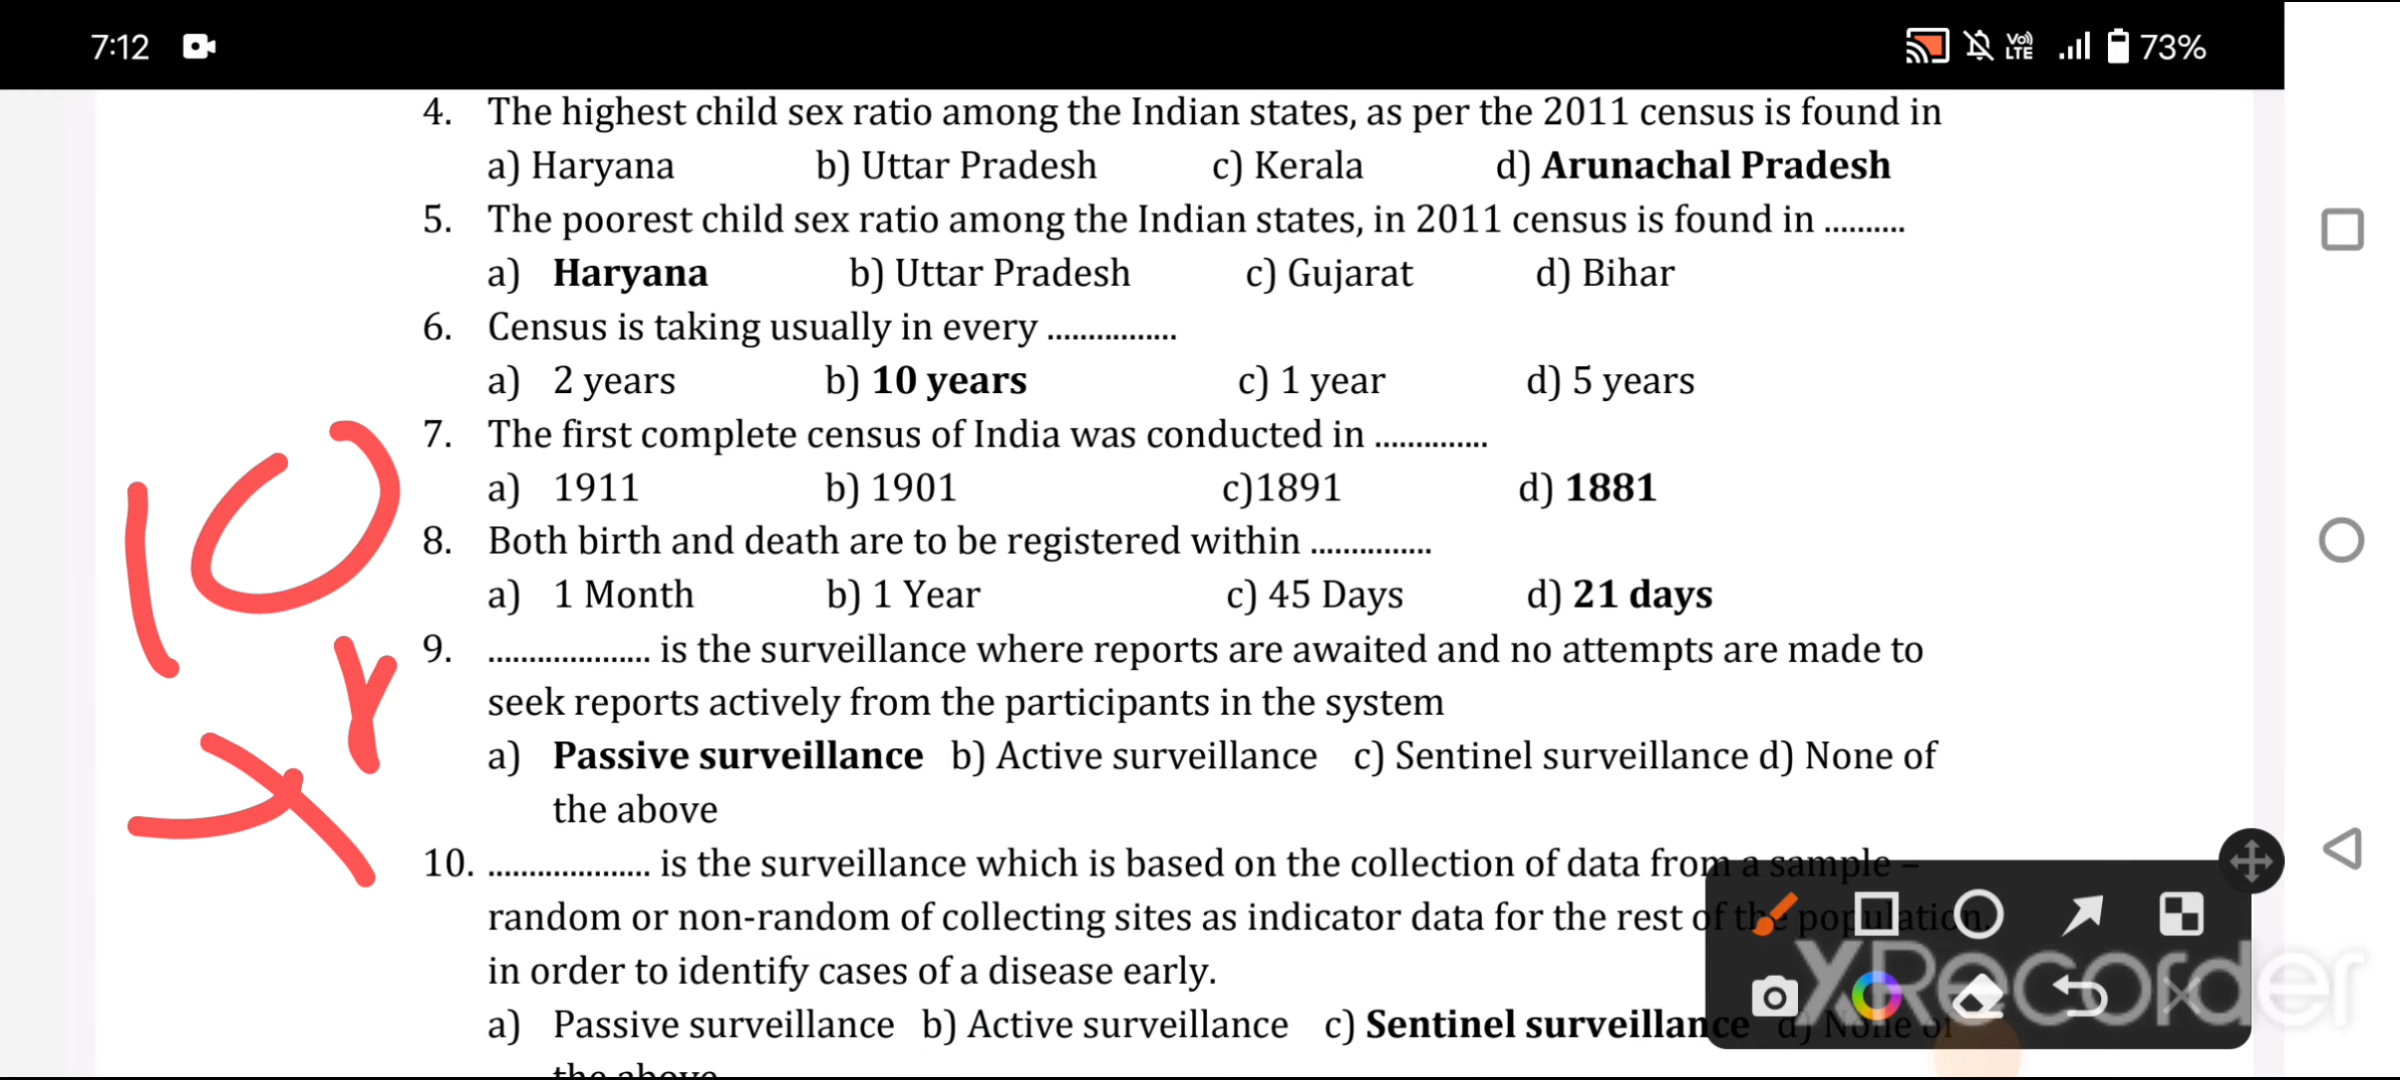 7:12 Vo) LTE 73%
4. The highest child sex ratio among the Indian states, as per the 2011 census is found in
a) Haryana b) Uttar Pradesh c) Kerala d) Arunachal Pradesh
5. The poorest child sex ratio among the Indian states, in 2011 census is found in ..........
a) Haryana b) Uttar Pradesh c) Gujarat d) Bihar
6. Census is taking usually in every ................
a) 2 years b) 10 years c) 1 year d) 5 years
7. The first complete census of India was conducted in ..............
a) 1911 b) 1901 c)1891 d) 1881
8. Both birth and death are to be registered within ...............
a) 1 Month b) 1 Year c) 45 Days d) 21 days
10
9. .................... is the surveillance where reports are awaited and no attempts are made to
seek reports actively from the participants in the system
a) Passive surveillance b) Active surveillance c) Sentinel surveillance d) None of
the above
10. .................... is the surveillance which is based on the collection of data from a sample –
random or non-random of collecting sites as indicator data for the rest of the population
in order to identify cases of a disease early.
a) Passive surveillance b) Active surveillance c) Sentinel surveillance d) None of
the above
XRecorder